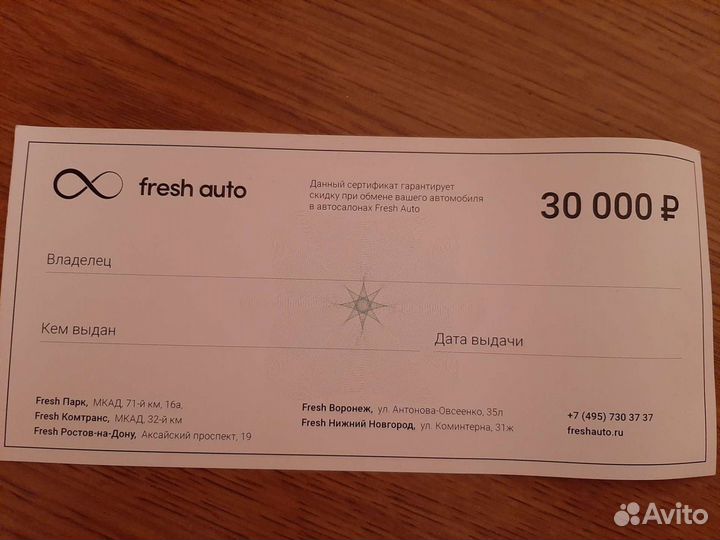 fresh auto
Данный сертификат гарантирует
скидку при обмене вашего автомобиля
в автосалонах Fresh Auto
30 000 ₽
Владелец
Кем выдан
Дата выдачи
Fresh Парк, МКАД, 71-й км, 16а,
Fresh Комтранс, МКАД, 32-й км
Fresh Ростов-на-Дону, Аксайский проспект, 19
Fresh Воронеж, ул. Антонова-Овсеенко, 35л
Fresh Нижний Новгород, ул. Коминтерна, 31ж
+7 (495) 730 37 37
freshauto.ru
Avito